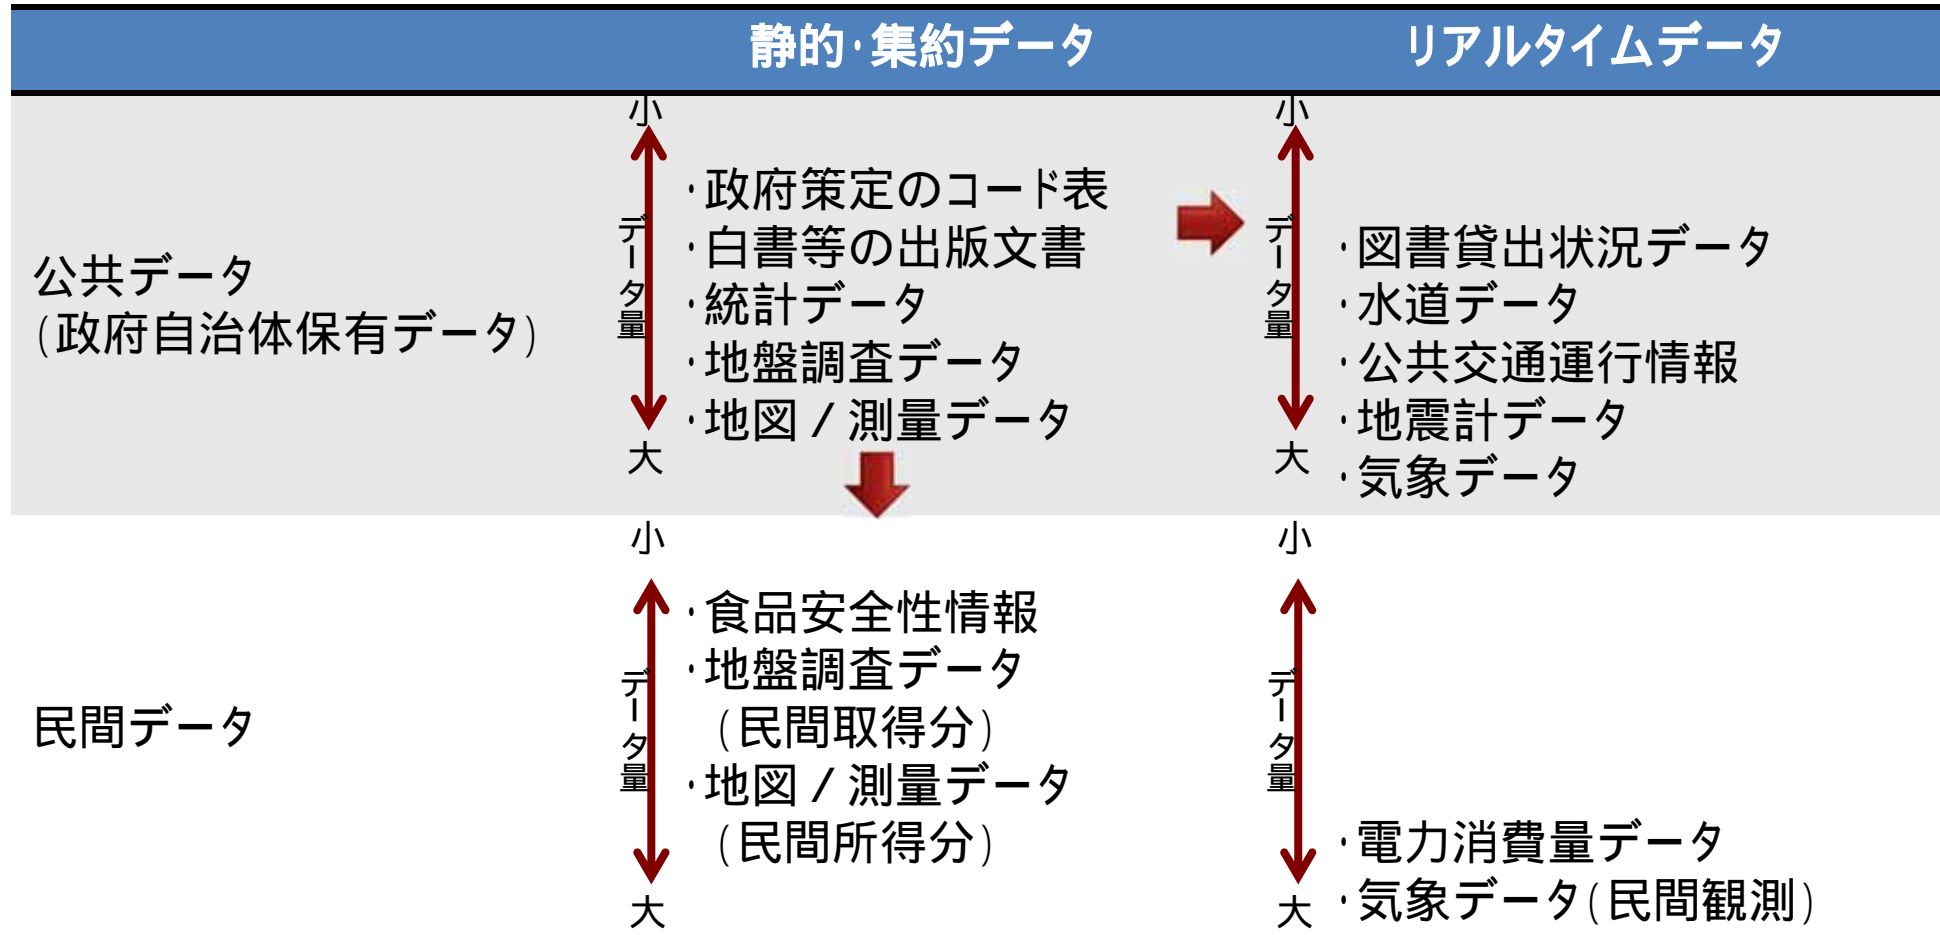 静的・集約データ
リアルタイムデータ
公共データ
(政府自治体保有データ)
小
データ量
大
・政府策定のコード表
・白書等の出版文書
・統計データ
・地盤調査データ
・地図/測量データ
小
データ量
大
・図書貸出状況データ
・水道データ
・公共交通運行情報
・地震計データ
・気象データ
民間データ
小
データ量
大
・食品安全性情報
・地盤調査データ
(民間取得分)
・地図/測量データ
(民間所得分)
小
データ量
大
・電力消費量データ
・気象データ(民間観測)